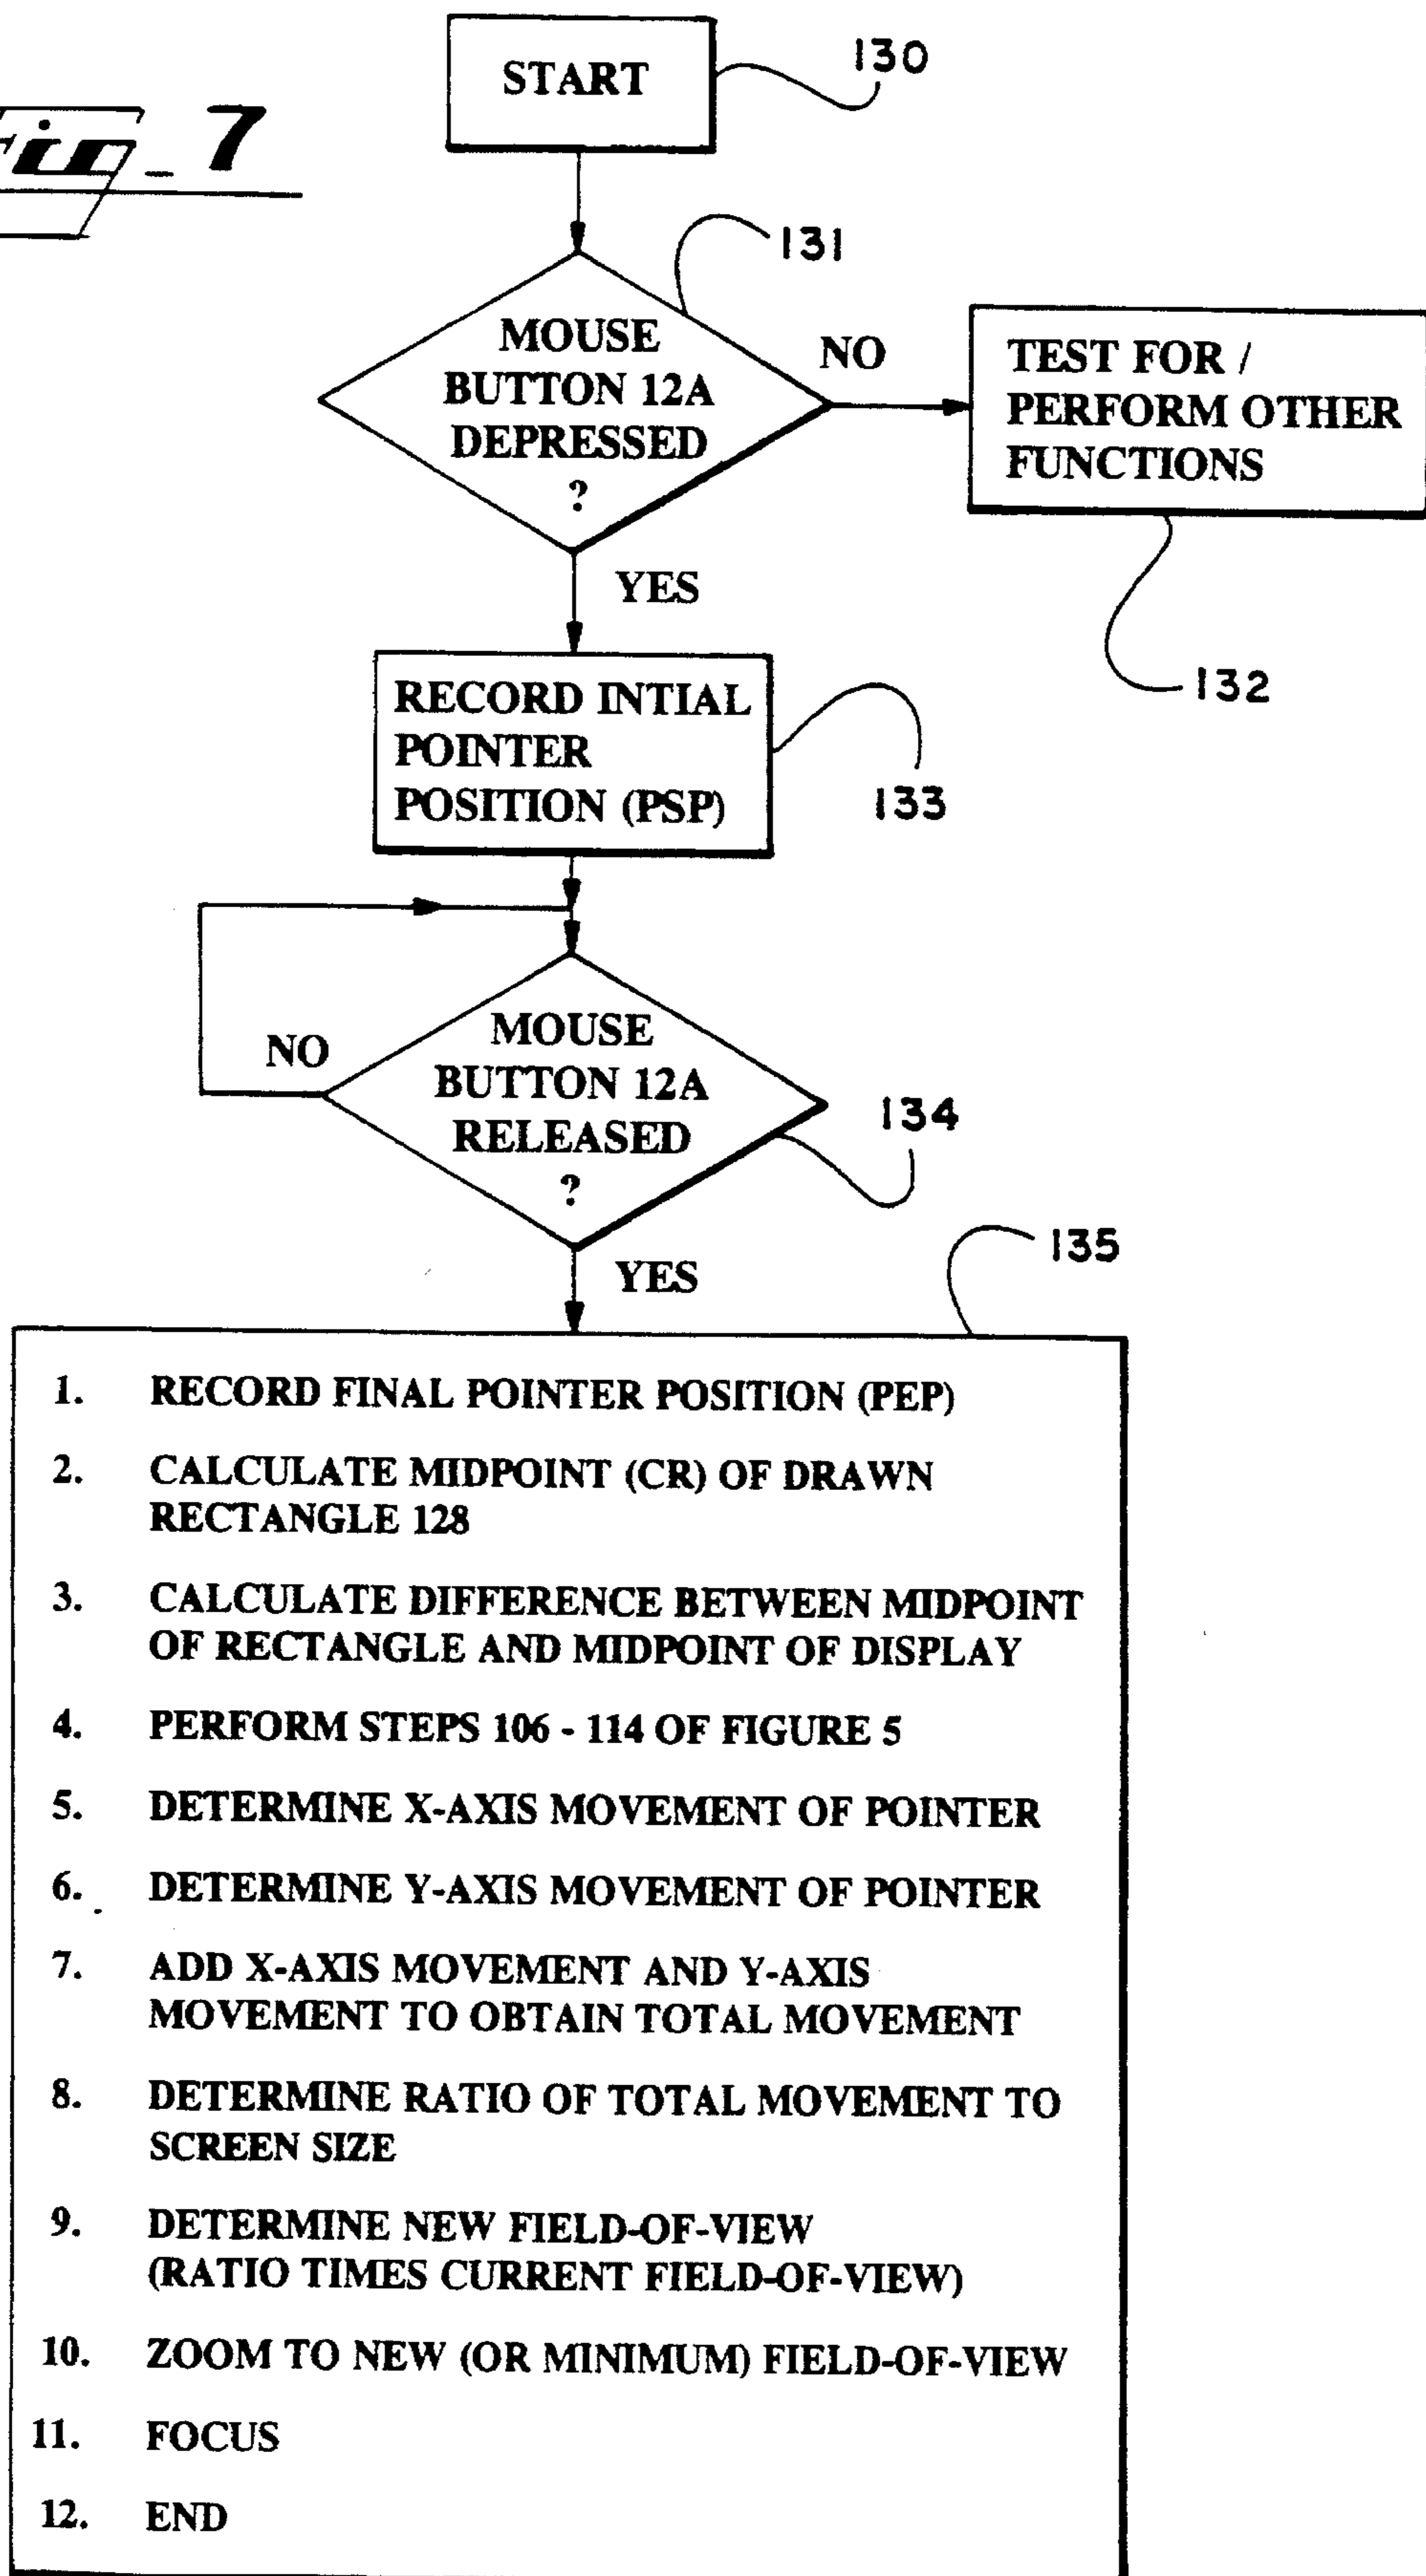 Fig_7
START
130
131
MOUSE
BUTTON 12A
DEPRESSED
?
NO
TEST FOR /
PERFORM OTHER
FUNCTIONS
132
YES
RECORD INTIAL
POINTER
POSITION (PSP)
133
NO
MOUSE
BUTTON 12A
RELEASED
?
134
YES
135
1. RECORD FINAL POINTER POSITION (PEP)
2. CALCULATE MIDPOINT (CR) OF DRAWN
RECTANGLE 128
3. CALCULATE DIFFERENCE BETWEEN MIDPOINT
OF RECTANGLE AND MIDPOINT OF DISPLAY
4. PERFORM STEPS 106 - 114 OF FIGURE 5
5. DETERMINE X-AXIS MOVEMENT OF POINTER
6. DETERMINE Y-AXIS MOVEMENT OF POINTER
7. ADD X-AXIS MOVEMENT AND Y-AXIS
MOVEMENT TO OBTAIN TOTAL MOVEMENT
8. DETERMINE RATIO OF TOTAL MOVEMENT TO
SCREEN SIZE
9. DETERMINE NEW FIELD-OF-VIEW
(RATIO TIMES CURRENT FIELD-OF-VIEW)
10. ZOOM TO NEW (OR MINIMUM) FIELD-OF-VIEW
11. FOCUS
12. END